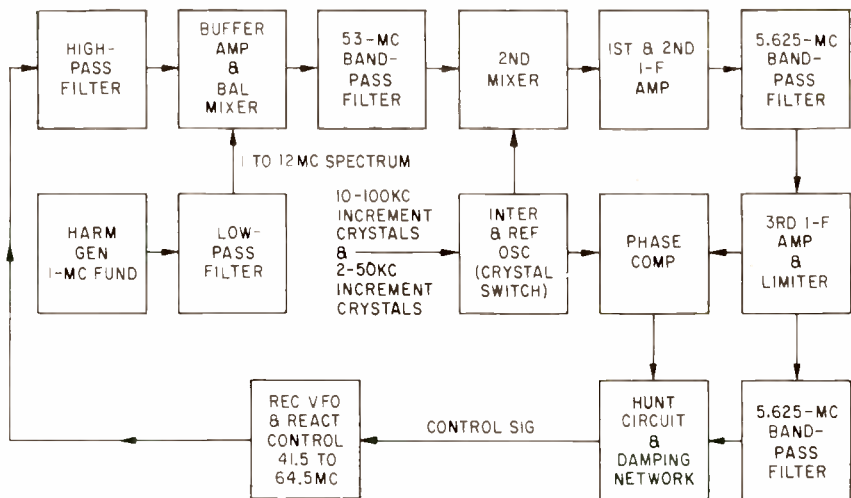 HIGH-
PASS
FILTER
BUFFER
AMP
&
BAL
MIXER
53-MC
BAND-
PASS
FILTER
2ND
MIXER
1ST & 2ND
I-F
AMP
5.625-MC
BAND-PASS
FILTER
1 TO 12MC SPECTRUM
HARM
GEN
1-MC FUND
LOW-
PASS
FILTER
10-100KC
INCREMENT
CRYSTALS
&
2-50KC
INCREMENT
CRYSTALS
INTER
& REF
OSC
(CRYSTAL
SWITCH)
PHASE
COMP
3RD I-F
AMP
&
LIMITER
REC VFO
& REACT
CONTROL
41.5 TO
64.5MC
CONTROL SIG
HUNT
CIRCUIT
&
DAMPING
NETWORK
5.625-MC
BAND-
PASS
FILTER